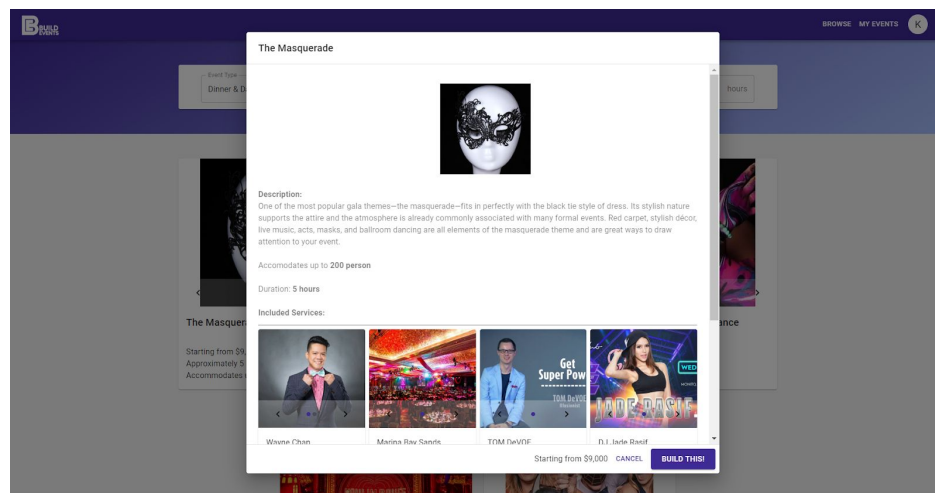 BUILD
EVENTS
BROWSE MY EVENTS K
The Masquerade
Event Type
Dinner & D
hours
Description:
One of the most popular gala themes—the masquerade—fits in perfectly with the black tie style of dress. Its stylish nature
supports the attire and the atmosphere is already commonly associated with many formal events. Red carpet, stylish décor,
live music, acts, masks, and ballroom dancing are all elements of the masquerade theme and are great ways to draw
attention to your event.
Accomodates up to 200 person
Duration: 5 hours
Included Services:
The Masquer
ance
Starting from $9,
Approximately 5
Accommodates
Get
Super Pow
TOM DeVOE
WED
JADE RASIF
Wayne Chan
Marina Bay Sands
TOM DeVOE
DJ Jade Rasif
Starting from $9,000 CANCEL BUILD THIS!